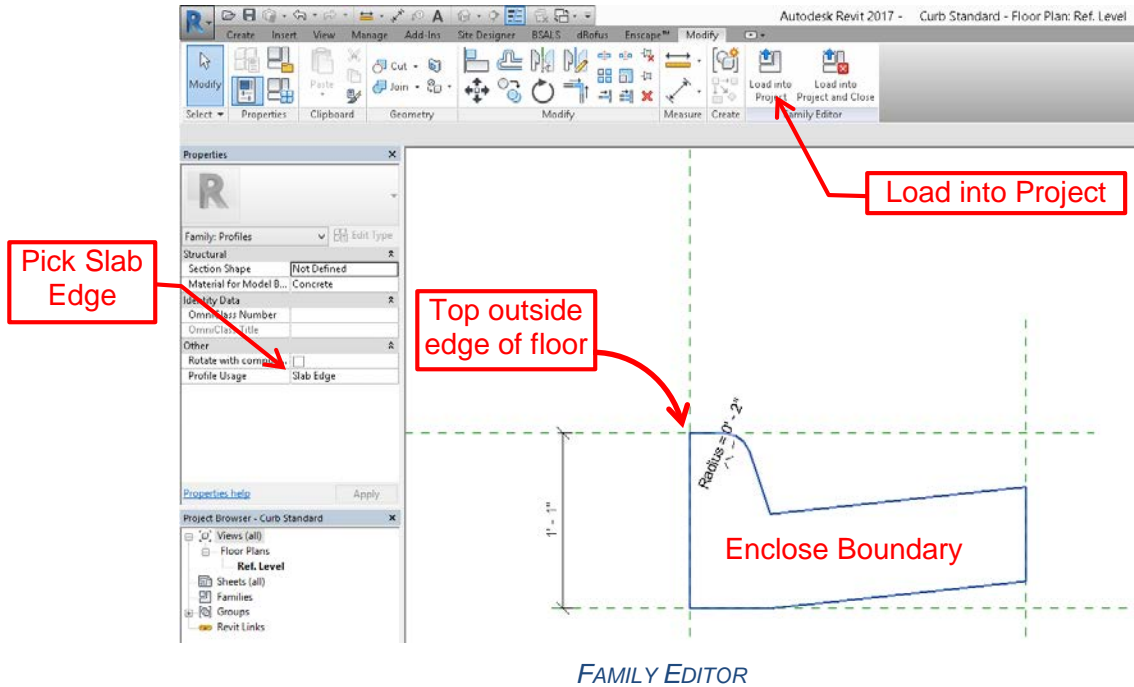 Autodesk Revit 2017 - Curb Standard - Floor Plan: Ref. Level
Create Insert View Manage Add-Ins Site Designer BSALS dRofus Enscape™ Modify
Modify
Paste
Cut
Join
Load into Project
Load into Project and Close
Select Properties Clipboard Geometry Modify Measure Create Family Editor
Load into Project
Properties
Family: Profiles Edit Type
Structural
Section Shape Not Defined
Material for Model B... Concrete
Identity Data
OmniClass Number
OmniClass Title
Other
Rotate with
Profile Usage Slab Edge
Properties help Apply
Pick Slab
Edge
Top outside
edge of floor
Radius = 0' - 2"
1' - 1"
Enclose Boundary
Project Browser - Curb Standard
Views (all)
Floor Plans
Ref. Level
Sheets (all)
Families
Groups
Revit Links
FAMILY EDITOR